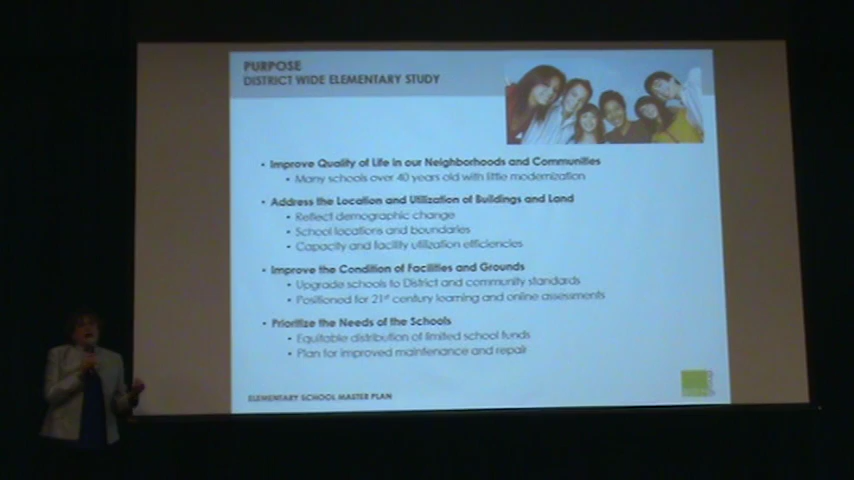 PURPOSE
DISTRICT WIDE ELEMENTARY STUDY
• Improve Quality of Life in our Neighborhoods and Communities
• Many schools over 40 years old with little modernization
• Address the Location and Utilization of Buildings and Land
• Reflect demographic change
• School locations and boundaries
• Capacity and facility utilization efficiencies
• Improve the Condition of Facilities and Grounds
• Upgrade schools to District and community standards
• Positioned for 21st century learning and online assessments
• Prioritize the Needs of the Schools
• Equitable distribution of limited school funds
• Plan for improved maintenance and repair
ELEMENTARY SCHOOL MASTER PLAN